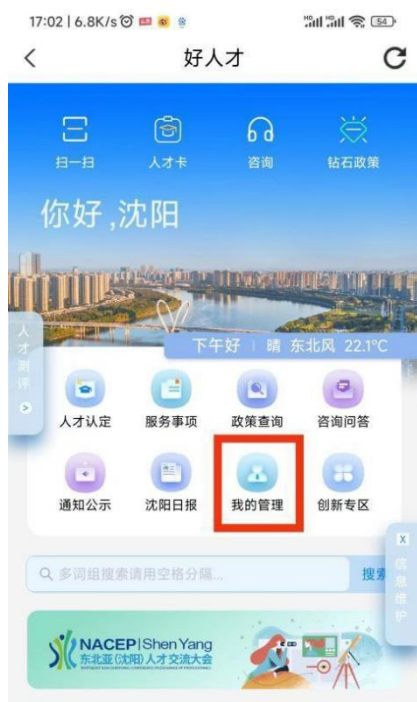 17:02 | 6.8K/s
54
好人才
扫一扫 人才卡 咨询 钻石政策
你好,沈阳
下午好 | 晴 东北风 22.1℃
人才测评
人才认定 服务事项 政策查询 咨询问答
通知公示 沈阳日报 我的管理 创新专区
X
信息维护
多词组搜索请用空格分隔... 搜索
NACEP | Shen Yang
东北亚(沈阳)人才交流大会